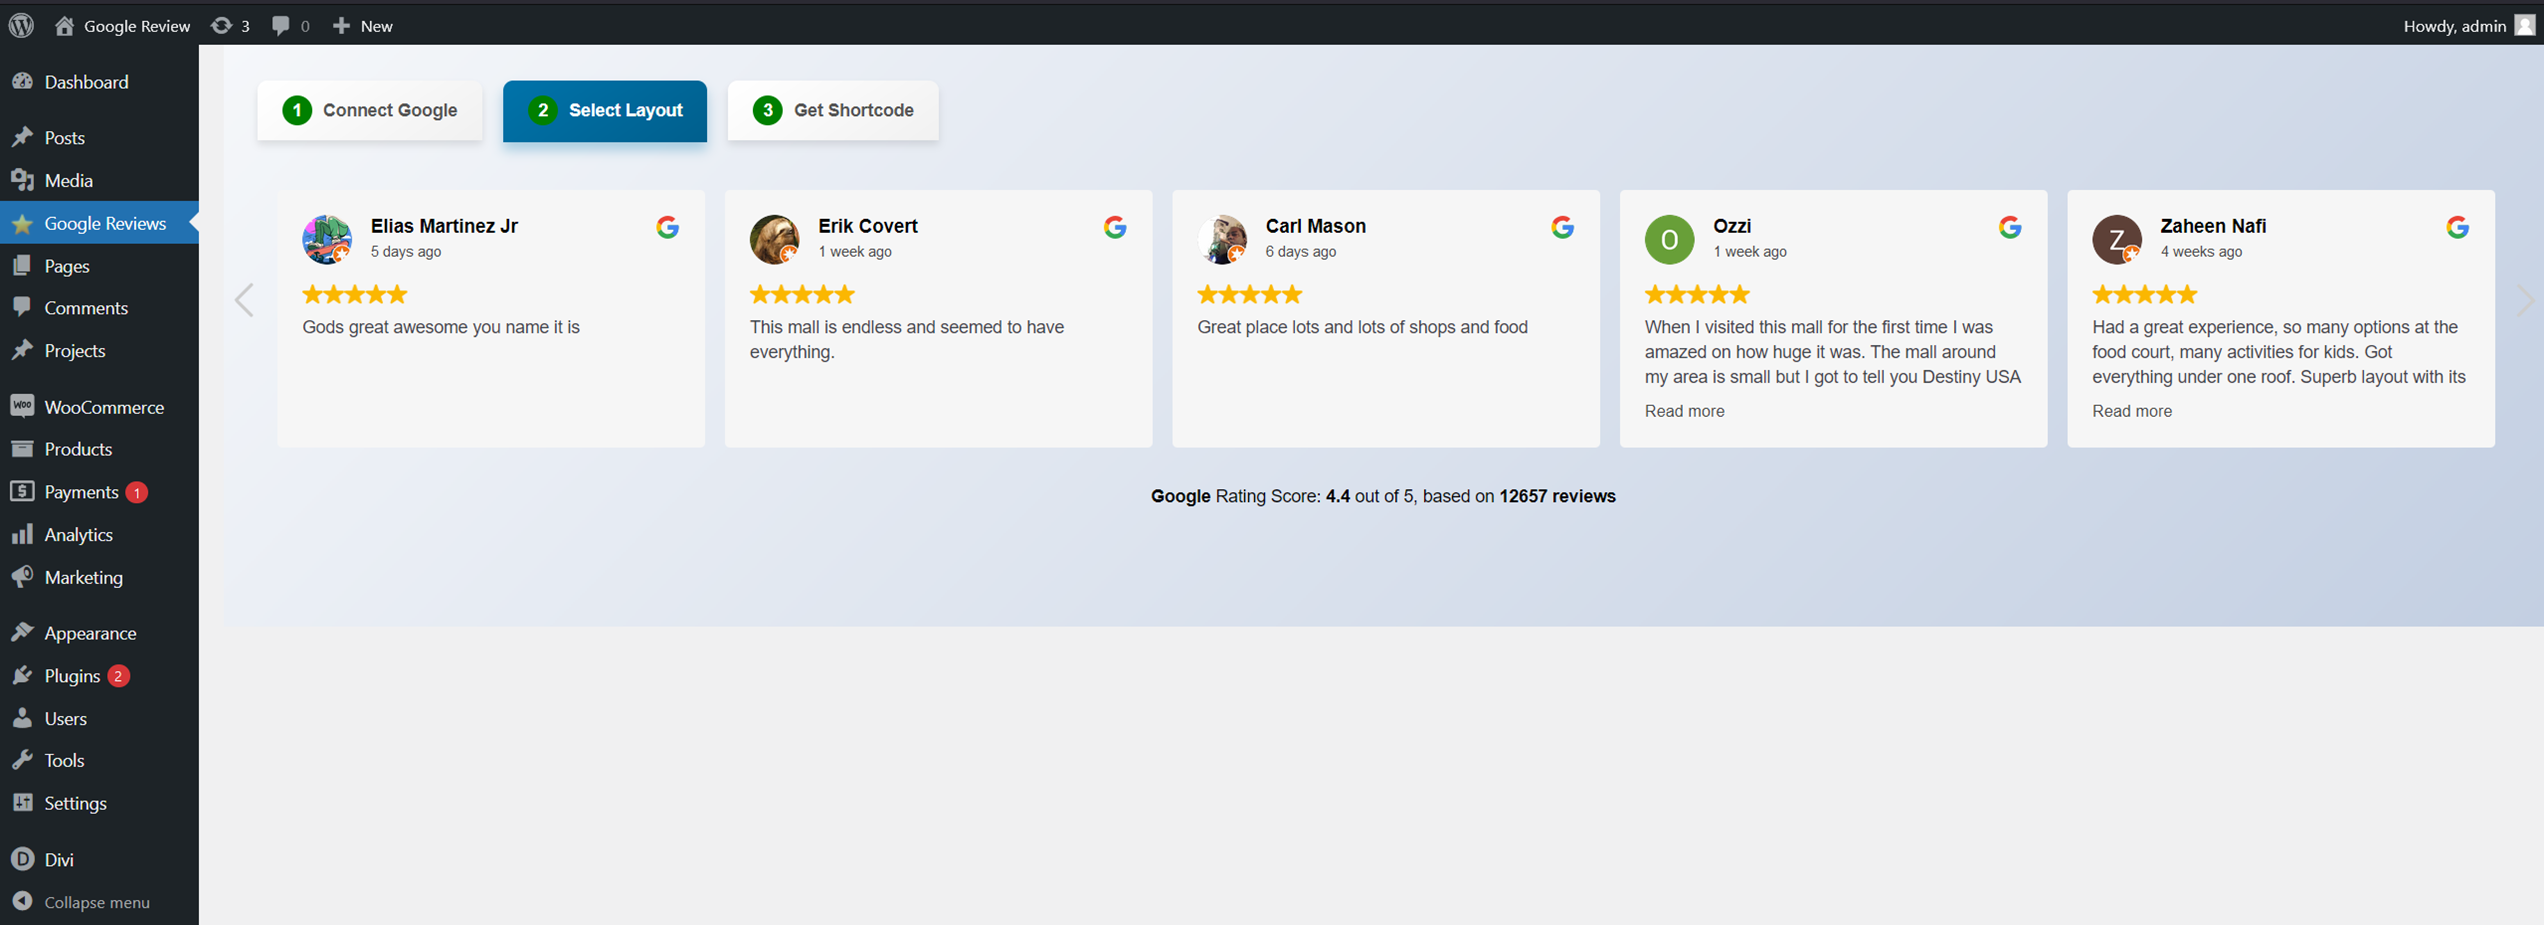 Google Review
3
0
New
Howdy, admin
Dashboard
Posts
Media
Google Reviews
Pages
Comments
Projects
WooCommerce
Products
Payments 1
Analytics
Marketing
Appearance
Plugins 2
Users
Tools
Settings
Divi
Collapse menu
1 Connect Google
2 Select Layout
3 Get Shortcode
Elias Martinez Jr
5 days ago
Gods great awesome you name it is
Erik Covert
1 week ago
This mall is endless and seemed to have
everything.
Carl Mason
6 days ago
Great place lots and lots of shops and food
O
Ozzi
1 week ago
When I visited this mall for the first time I was
amazed on how huge it was. The mall around
my area is small but I got to tell you Destiny USA
Read more
Z
Zaheen Nafi
4 weeks ago
Had a great experience, so many options at the
food court, many activities for kids. Got
everything under one roof. Superb layout with its
Read more
Google Rating Score: 4.4 out of 5, based on 12657 reviews